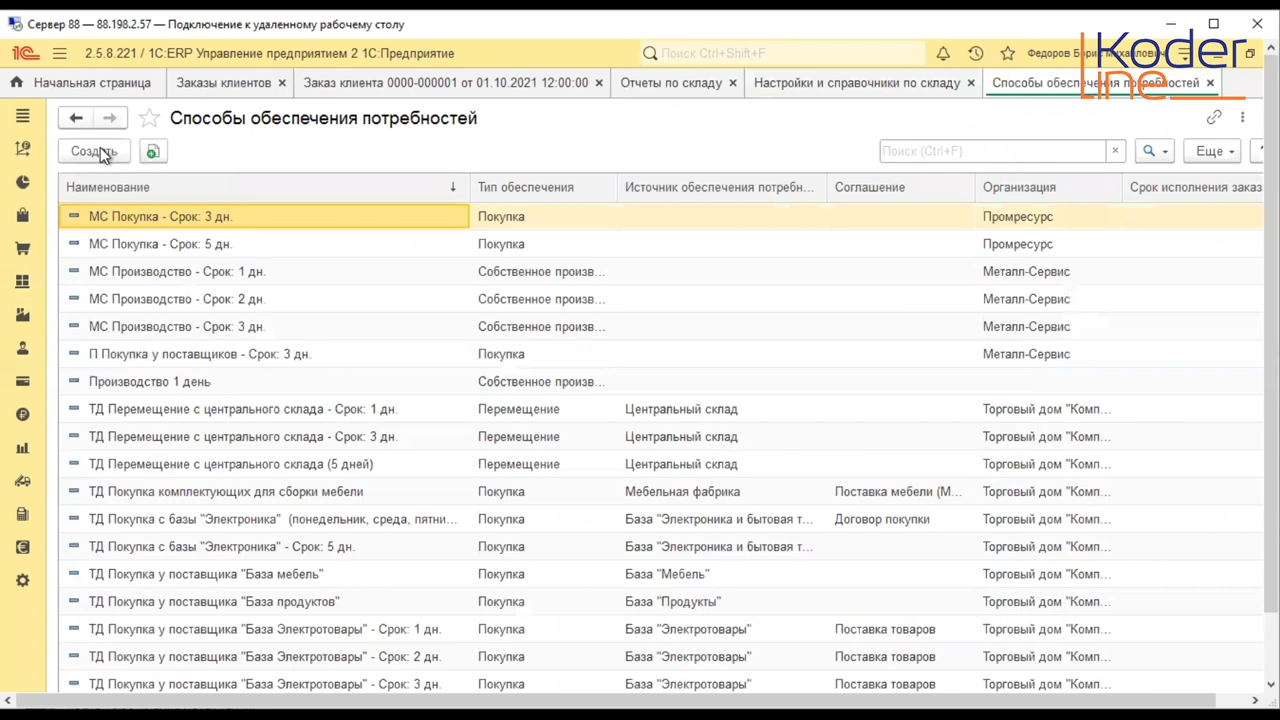 Сервер 88 — 88.198.2.57 — Подключение к удаленному рабочему столу
1С 2.5.8.221 / 1С:ERP Управление предприятием 2 1С:Предприятие Поиск Ctrl+Shift+F Федоров Борис Михайлович
Koder
line
Начальная страница Заказы клиентов × Заказ клиента 0000-000001 от 01.10.2021 12:00:00 × Отчеты по складу × Настройки и справочники по складу × Способы обеспечения потребностей ×
Способы обеспечения потребностей
Создать Поиск (Ctrl+F) × Еще ?
Наименование ↓ Тип обеспечения Источник обеспечения потребн... Соглашение Организация Срок исполнения заказ
МС Покупка - Срок: 3 дн. Покупка Промресурс
МС Покупка - Срок: 5 дн. Покупка Промресурс
МС Производство - Срок: 1 дн. Собственное произв... Металл-Сервис
МС Производство - Срок: 2 дн. Собственное произв... Металл-Сервис
МС Производство - Срок: 3 дн. Собственное произв... Металл-Сервис
П Покупка у поставщиков - Срок: 3 дн. Покупка Металл-Сервис
Производство 1 день Собственное произв...
ТД Перемещение с центрального склада - Срок: 1 дн. Перемещение Центральный склад Торговый дом "Комп...
ТД Перемещение с центрального склада - Срок: 3 дн. Перемещение Центральный склад Торговый дом "Комп...
ТД Перемещение с центрального склада (5 дней) Перемещение Центральный склад Торговый дом "Комп...
ТД Покупка комплектующих для сборки мебели Покупка Мебельная фабрика Поставка мебели (М... Торговый дом "Комп...
ТД Покупка с базы "Электроника" (понедельник, среда, пятни... Покупка База "Электроника и бытовая т... Договор покупки Торговый дом "Комп...
ТД Покупка с базы "Электроника" - Срок: 5 дн. Покупка База "Электроника и бытовая т... Торговый дом "Комп...
ТД Покупка у поставщика "База мебель" Покупка База "Мебель" Торговый дом "Комп...
ТД Покупка у поставщика "База продуктов" Покупка База "Продукты" Торговый дом "Комп...
ТД Покупка у поставщика "База Электротовары" - Срок: 1 дн. Покупка База "Электротовары" Поставка товаров Торговый дом "Комп...
ТД Покупка у поставщика "База Электротовары" - Срок: 2 дн. Покупка База "Электротовары" Поставка товаров Торговый дом "Комп...
ТД Покупка у поставщика "База Электротовары" - Срок: 3 дн. Покупка База "Электротовары" Поставка товаров Торговый дом "Комп...